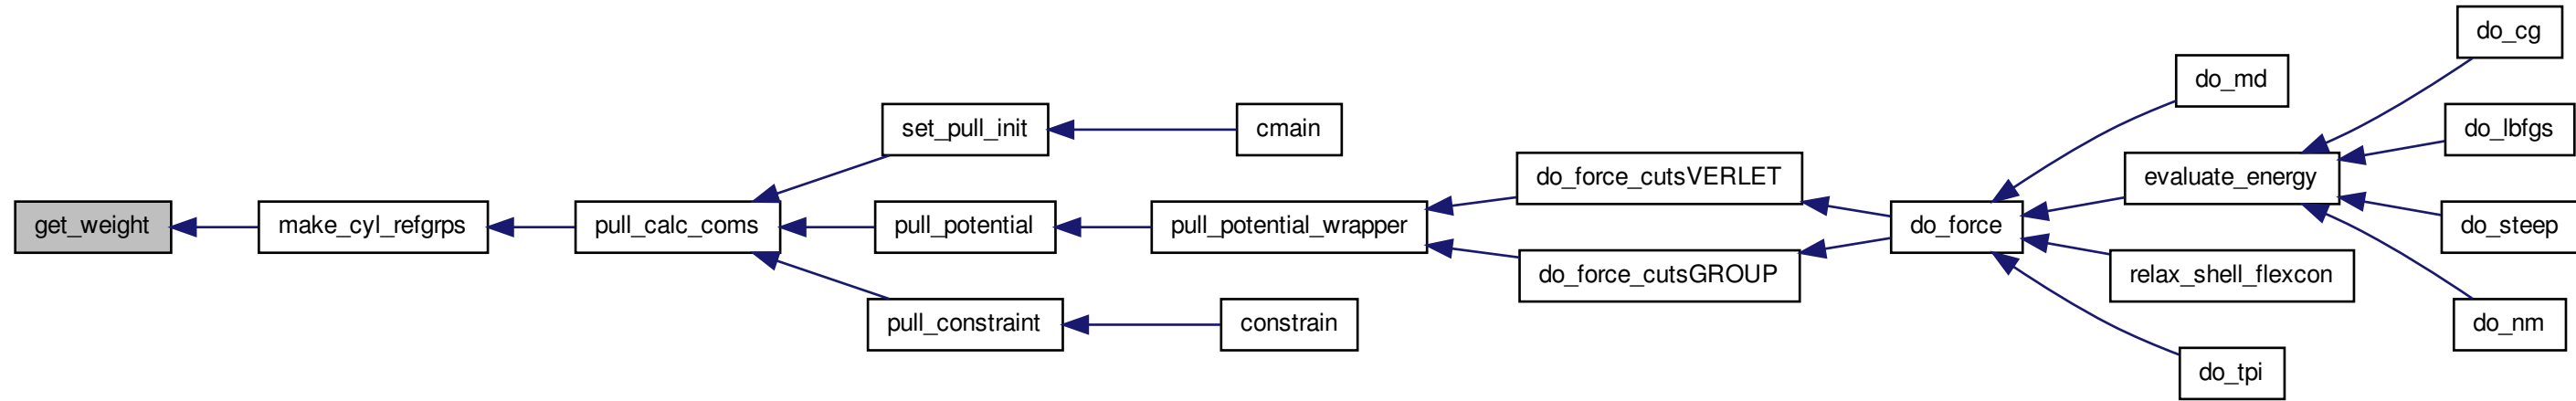 get_weight
make_cyl_refgrps
pull_calc_coms
set_pull_init
cmain
pull_potential
pull_potential_wrapper
pull_constraint
constrain
do_force_cutsVERLET
do_force_cutsGROUP
do_force
do_md
evaluate_energy
relax_shell_flexcon
do_tpi
do_cg
do_lbfgs
do_steep
do_nm